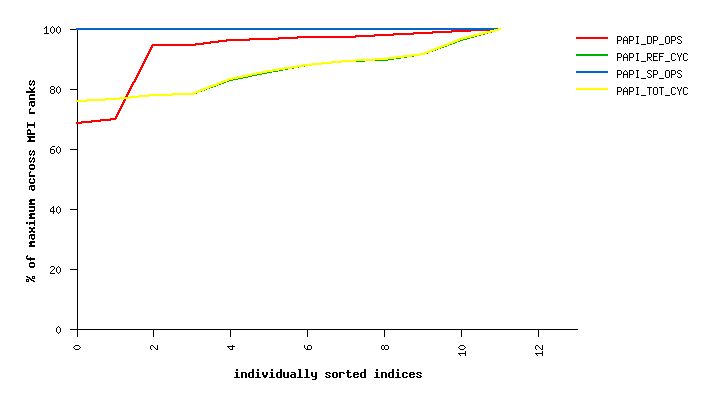 PAPI_DP_OPS
PAPI_REF_CYC
PAPI_SP_OPS
PAPI_TOT_CYC
% of maximum across MPI ranks
100
80
60
40
20
0
0 2 4 6 8 10 12
individually sorted indices